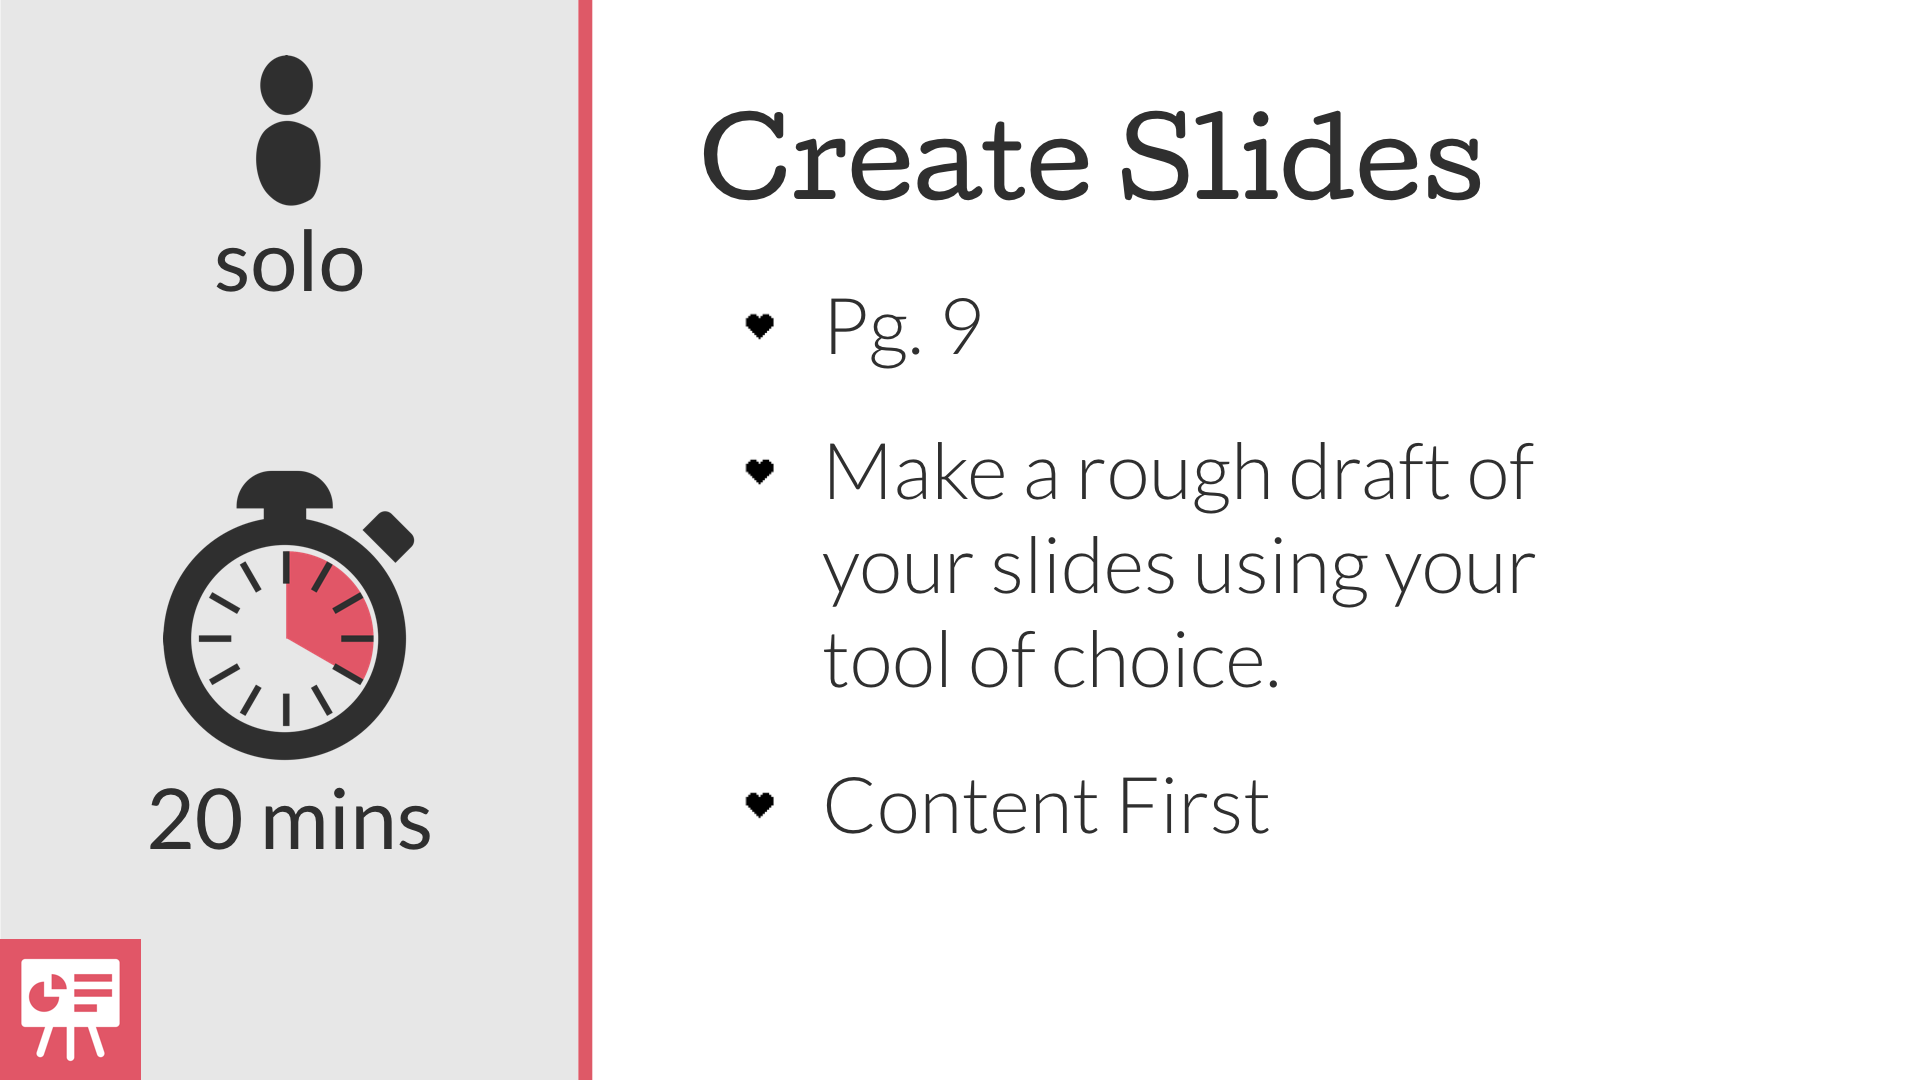 solo
20 mins
Create Slides
Pg. 9
Make a rough draft of
your slides using your
tool of choice.
Content First